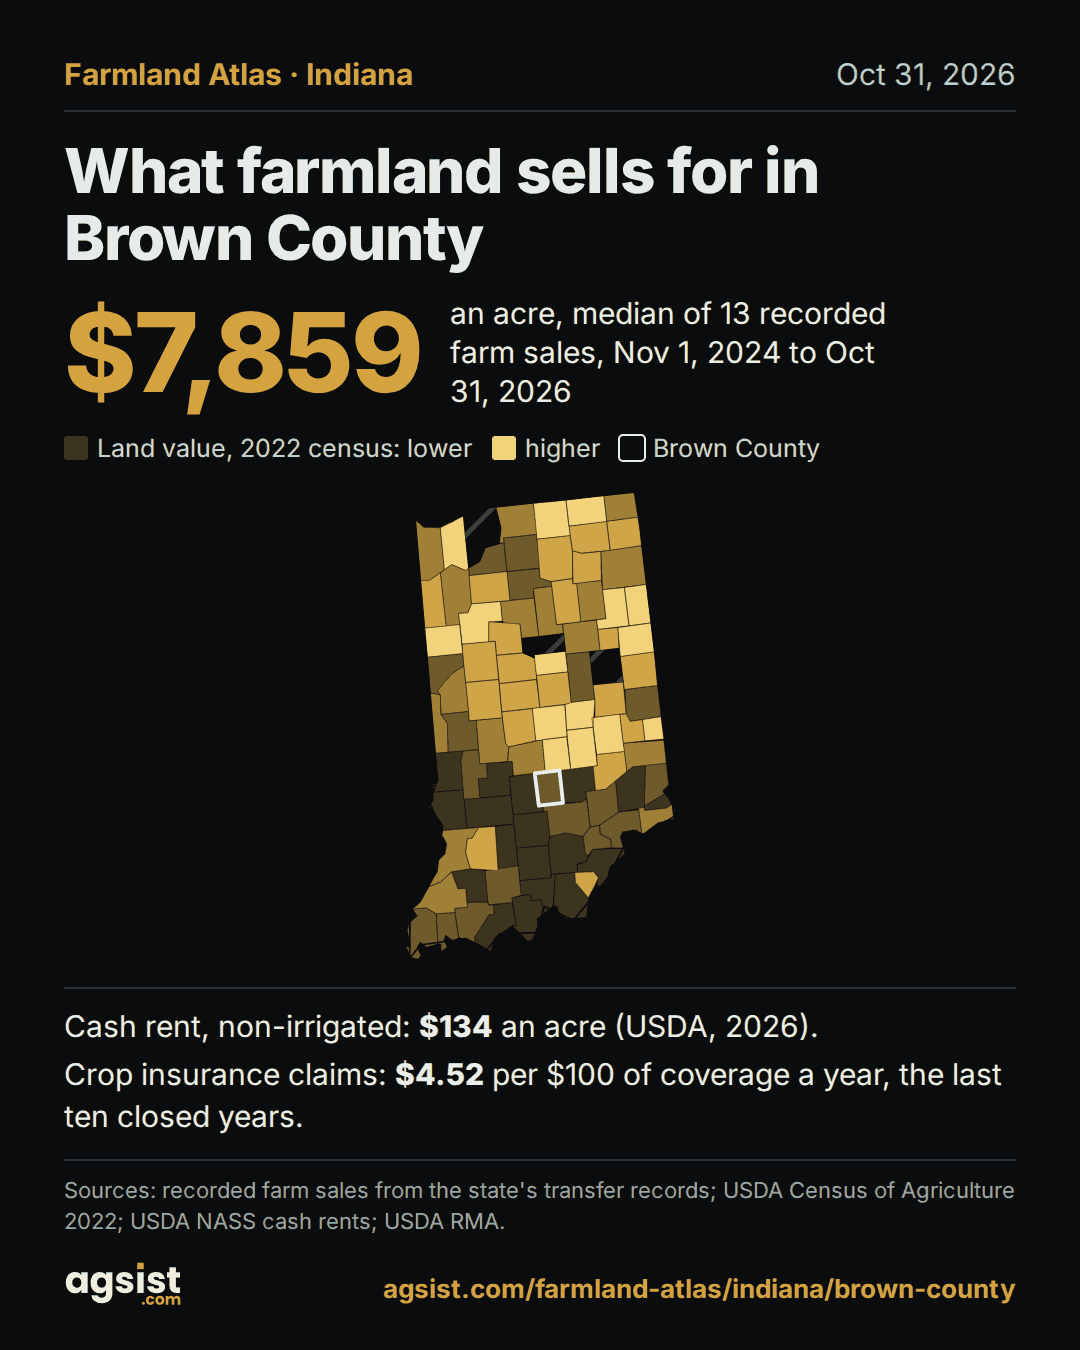 Farmland Atlas · Indiana
Oct 31, 2026
What farmland sells for in
Brown County
$7,859
an acre, median of 13 recorded
farm sales, Nov 1, 2024 to Oct
31, 2026
Land value, 2022 census: lower
higher
Brown County
Cash rent, non-irrigated: $134 an acre (USDA, 2026).
Crop insurance claims: $4.52 per $100 of coverage a year, the last
ten closed years.
Sources: recorded farm sales from the state's transfer records; USDA Census of Agriculture
2022; USDA NASS cash rents; USDA RMA.
agsist
.com
agsist.com/farmland-atlas/indiana/brown-county